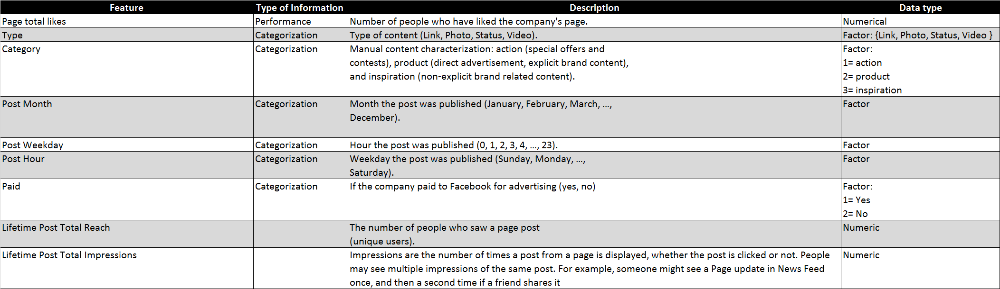 Feature Type of Information Description Data type
Page total likes Performance Number of people who have liked the company's page. Numerical
Type Categorization Type of content (Link, Photo, Status, Video). Factor: {Link, Photo, Status, Video }
Category Categorization Manual content characterization: action (special offers and Factor:
contests), product (direct advertisement, explicit brand content), 1= action
and inspiration (non-explicit brand related content). 2= product
3= inspiration
Post Month Categorization Month the post was published (January, February, March, ..., Factor
December).
Post Weekday Categorization Hour the post was published (0, 1, 2, 3, 4, ..., 23). Factor
Post Hour Categorization Weekday the post was published (Sunday, Monday, ..., Factor
Saturday).
Paid Categorization If the company paid to Facebook for advertising (yes, no) Factor:
1= Yes
2= No
Lifetime Post Total Reach The number of people who saw a page post Numeric
(unique users).
Lifetime Post Total Impressions Impressions are the number of times a post from a page is displayed, whether the post is clicked or not. People Numeric
may see multiple impressions of the same post. For example, someone might see a Page update in News Feed
once, and then a second time if a friend shares it